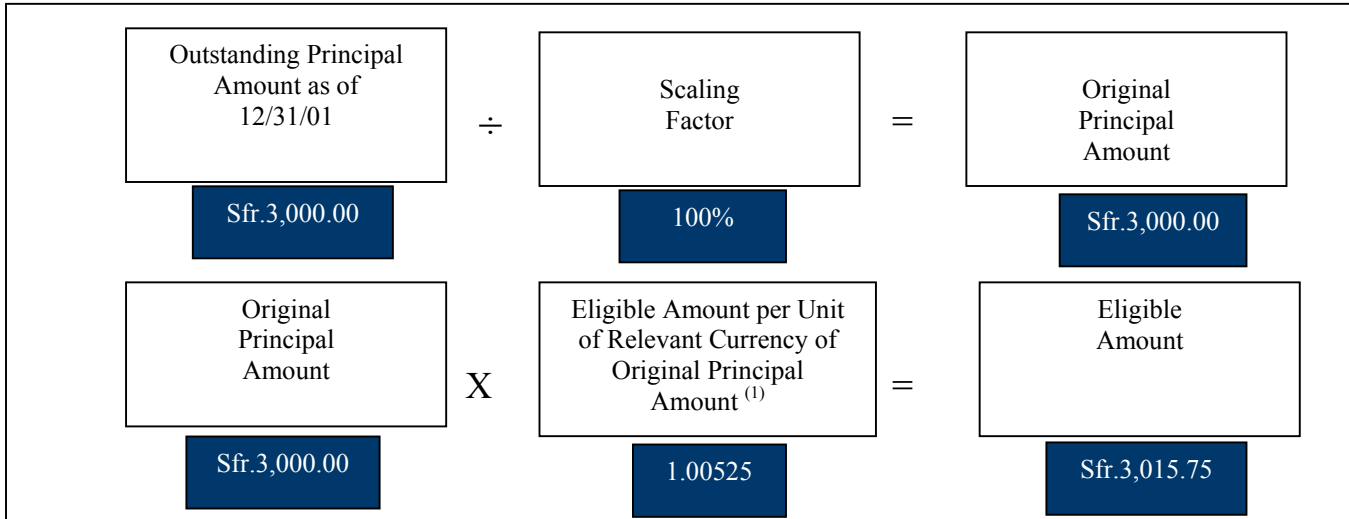 Outstanding Principal
Amount as of
12/31/01
÷
Scaling
Factor
=
Original
Principal
Amount
Sfr.3,000.00
100%
Sfr.3,000.00
Original
Principal
Amount
X
Eligible Amount per Unit
of Relevant Currency of
Original Principal
Amount (1)
=
Eligible
Amount
Sfr.3,000.00
1.00525
Sfr.3,015.75